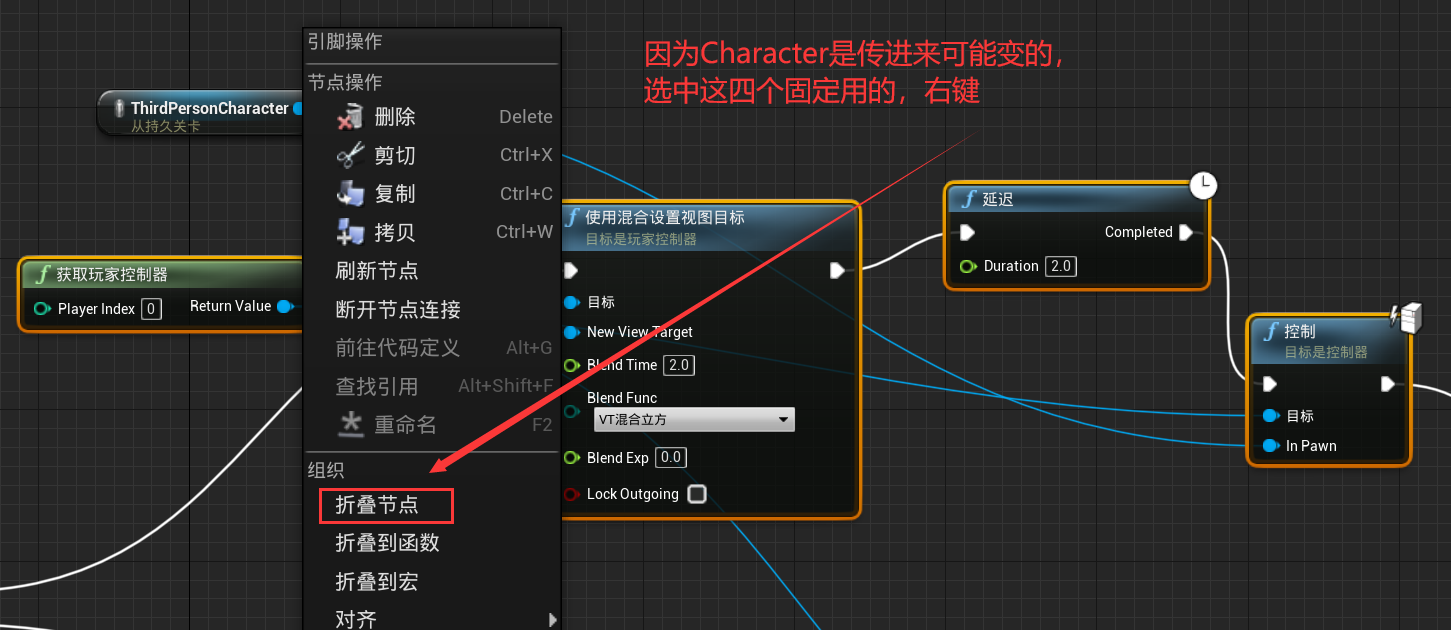 引脚操作
节点操作
删除 Delete
剪切 Ctrl+X
复制 Ctrl+C
拷贝 Ctrl+W
刷新节点
断开节点连接
前往代码定义 Alt+G
查找引用 Alt+Shift+F
重命名 F2
组织
折叠节点
折叠到函数
折叠到宏
对齐
因为Character是传进来可能变的，
选中这四个固定用的，右键
ThirdPersonCharacter
从持久关卡
f 获取玩家控制器
Player Index 0 Return Value
f 使用混合设置视图目标
目标是玩家控制器
目标
New View Target
Blend Time 2.0
Blend Func
VT混合立方
Blend Exp 0.0
Lock Outgoing
f 延迟
Completed
Duration 2.0
f 控制
目标是控制器
目标
In Pawn